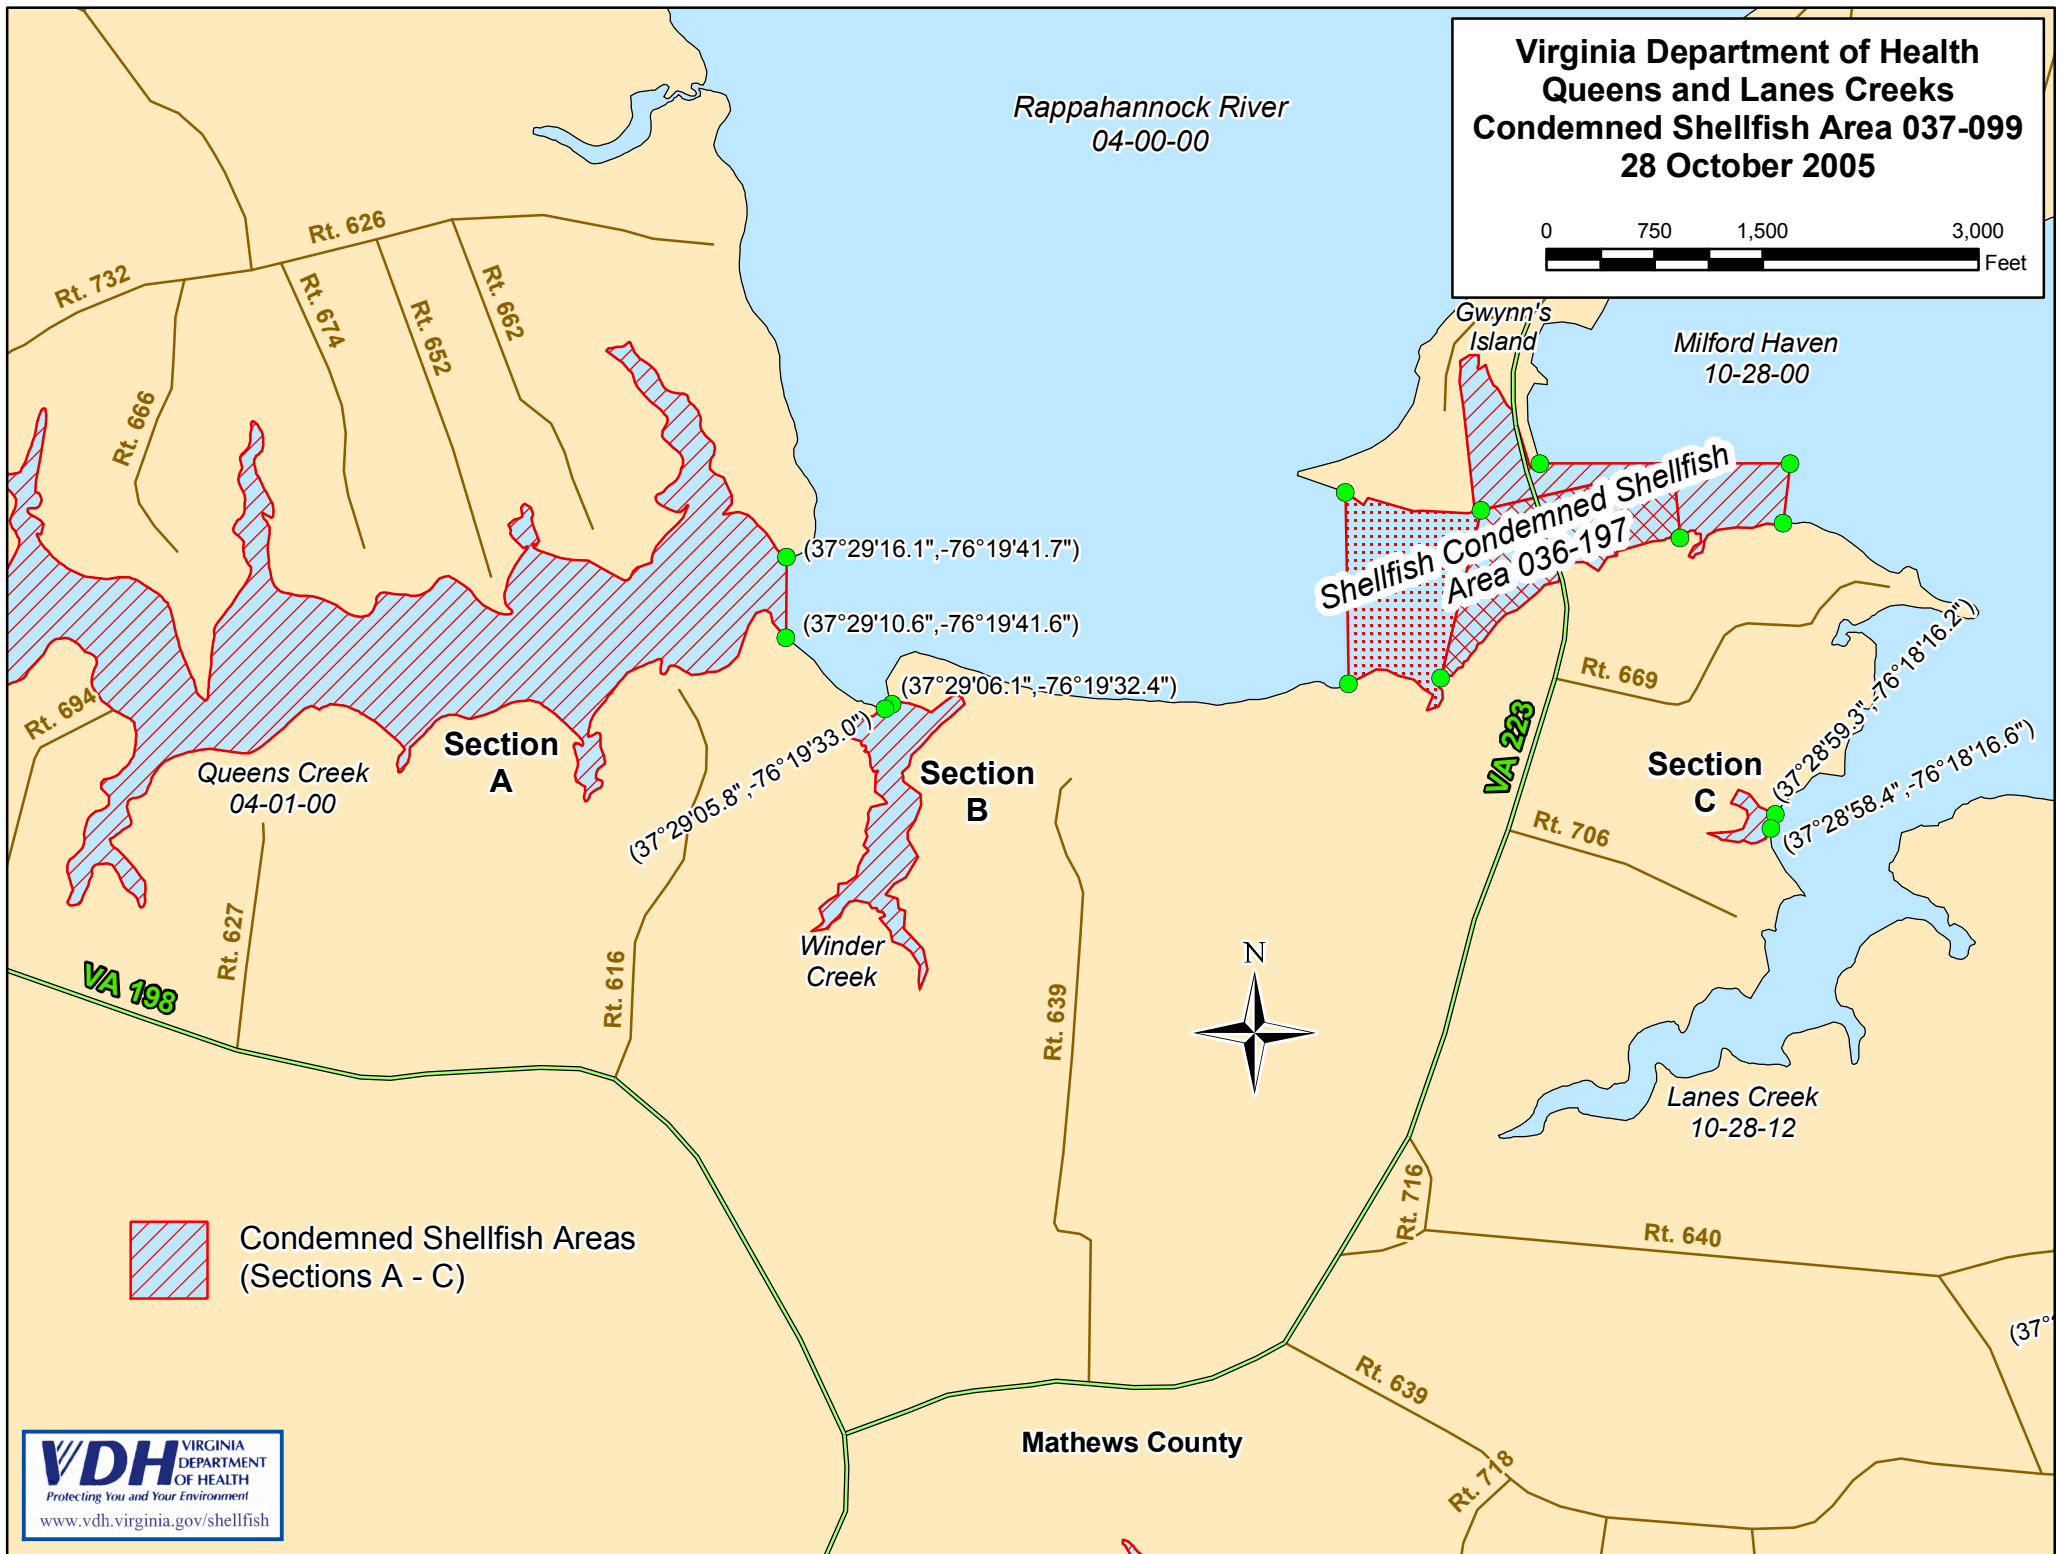 Virginia Department of Health
Queens and Lanes Creeks
Condemned Shellfish Area 037-099
28 October 2005
0 750 1,500 3,000
Feet
Rappahannock River
04-00-00
Gwynn's
Island
Milford Haven
10-28-00
Rt. 626
Rt. 732
Rt. 674
Rt. 652
Rt. 662
Rt. 666
Shellfish Condemned Shellfish
Area 036-197
(37°29'16.1",-76°19'41.7")
(37°29'10.6",-76°19'41.6")
(37°29'06.1",-76°19'32.4")
(37°29'05.8",-76°19'33.0")
Rt. 694
Queens Creek
04-01-00
Section
A
Section
B
Rt. 669
VA 223
Section
C
(37°28'59.3",-76°18'16.2")
(37°28'58.4",-76°18'16.6")
Rt. 706
Rt. 627
Rt. 616
Winder
Creek
VA 198
Rt. 639
N
Lanes Creek
10-28-12
Rt. 716
Rt. 640
Condemned Shellfish Areas
(Sections A - C)
(37°
Rt. 639
Mathews County
Rt. 718
VDH VIRGINIA
DEPARTMENT
OF HEALTH
Protecting You and Your Environment
www.vdh.virginia.gov/shellfish